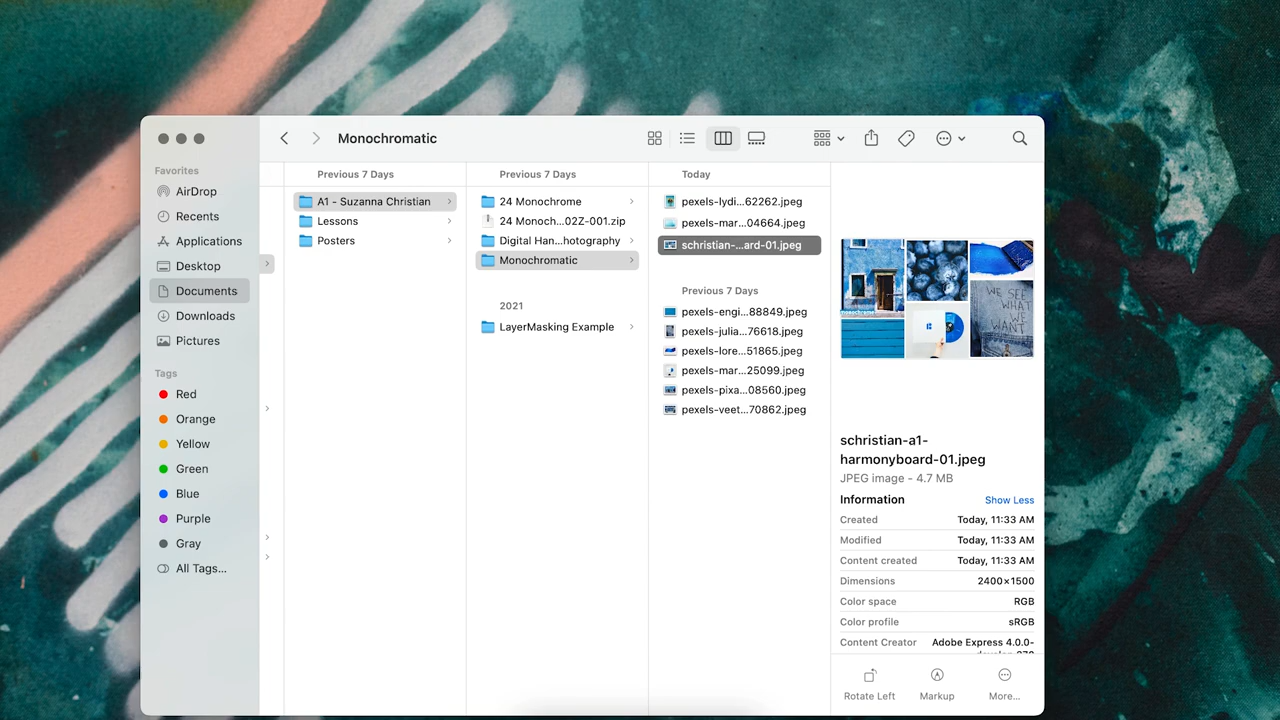 Monochromatic
Favorites
AirDrop
Recents
Applications
Desktop
Documents
Downloads
Pictures
Tags
Red
Orange
Yellow
Green
Blue
Purple
Gray
All Tags...
Previous 7 Days
A1 - Suzanna Christian
Lessons
Posters
Previous 7 Days
24 Monochrome
24 Monoch...02Z-001.zip
Digital Han...hotography
Monochromatic
2021
LayerMasking Example
Today
pexels-lydi...62262.jpeg
pexels-mar...04664.jpeg
schristian-...ard-01.jpeg
Previous 7 Days
pexels-engi...88849.jpeg
pexels-julia...76618.jpeg
pexels-lore...51865.jpeg
pexels-mar...25099.jpeg
pexels-pixa...08560.jpeg
pexels-veet...70862.jpeg
WE SEE
WHAT
WE
WANT
schristian-a1-
harmonyboard-01.jpeg
JPEG image - 4.7 MB
Information Show Less
Created Today, 11:33 AM
Modified Today, 11:33 AM
Content created Today, 11:33 AM
Dimensions 2400×1500
Color space RGB
Color profile sRGB
Content Creator Adobe Express 4.0.0-
Rotate Left
Markup
More...